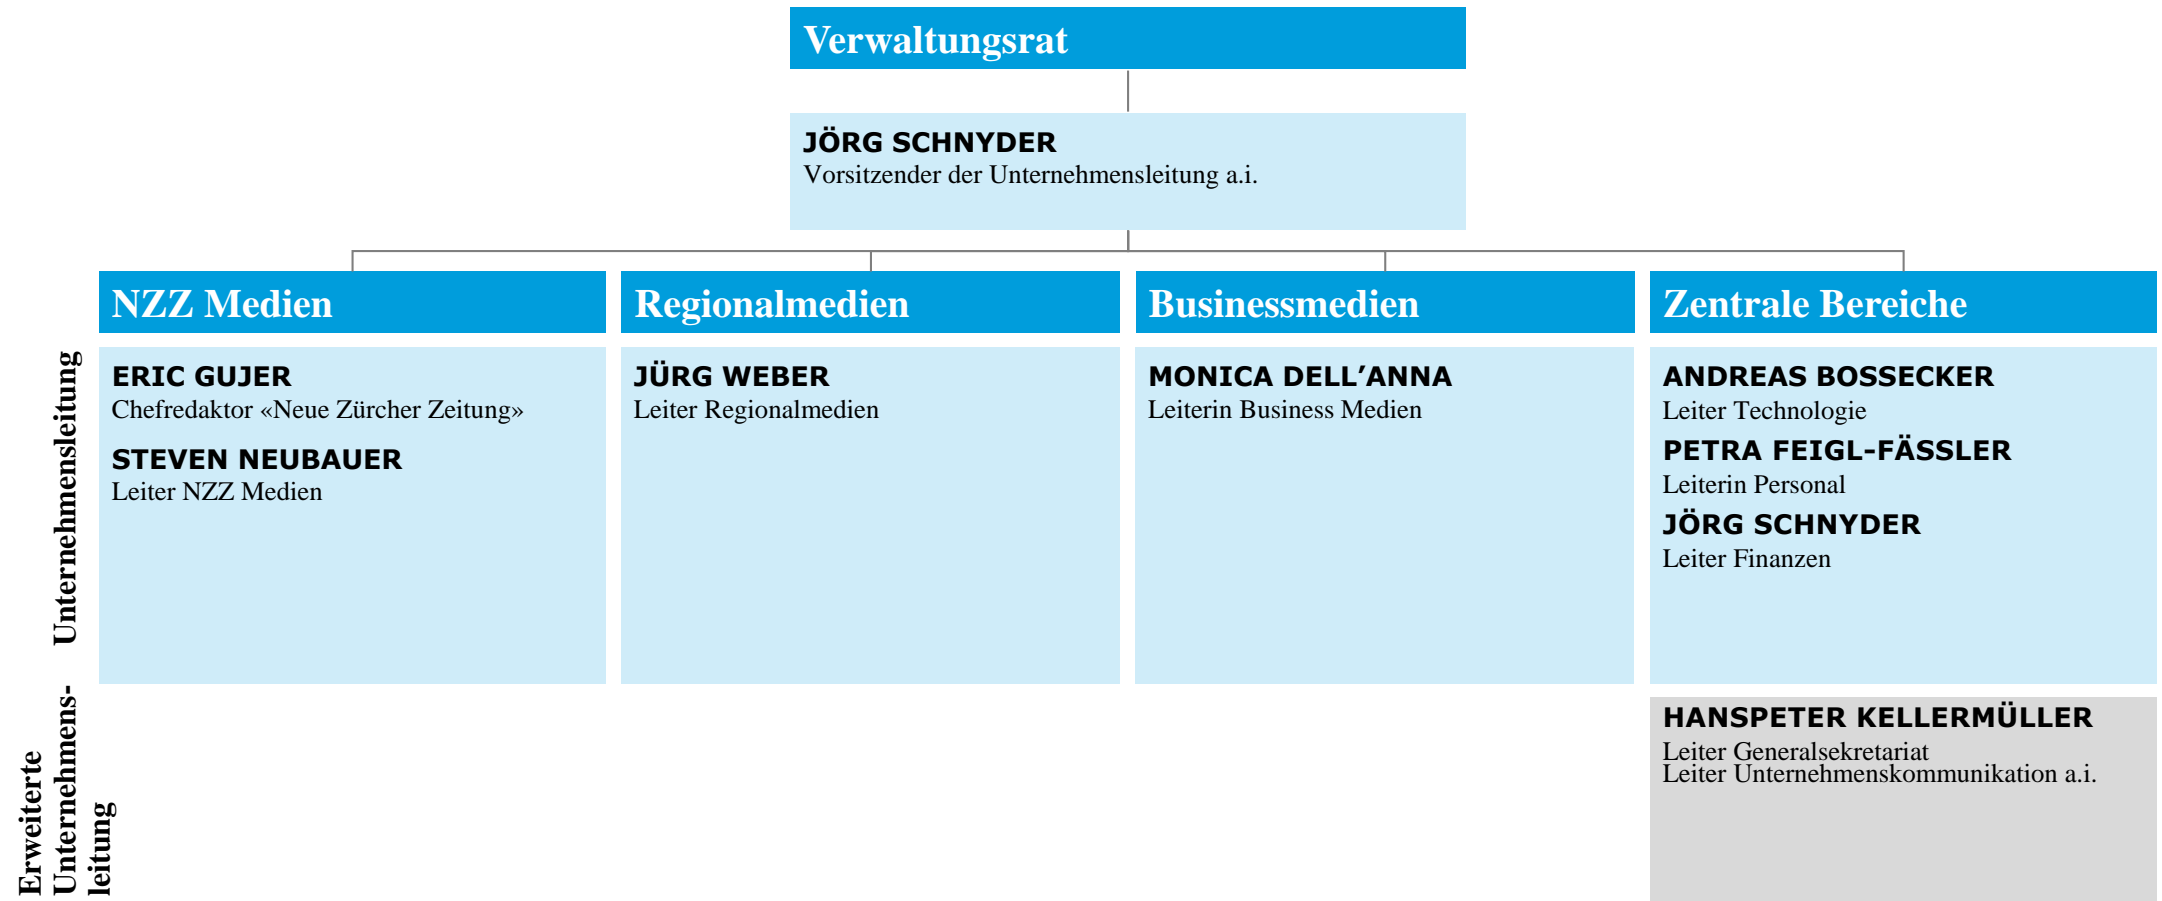 Verwaltungsrat
JÖRG SCHNYDER
Vorsitzender der Unternehmensleitung a.i.
NZZ Medien
Regionalmedien
Businessmedien
Zentrale Bereiche
Unternehmensleitung
ERIC GUJER
Chefredaktor «Neue Zürcher Zeitung»
STEVEN NEUBAUER
Leiter NZZ Medien
JÜRG WEBER
Leiter Regionalmedien
MONICA DELL’ANNA
Leiterin Business Medien
ANDREAS BOSSECKER
Leiter Technologie
PETRA FEIGL-FÄSSLER
Leiterin Personal
JÖRG SCHNYDER
Leiter Finanzen
Erweiterte
Unternehmens-
leitung
HANSPETER KELLERMÜLLER
Leiter Generalsekretariat
Leiter Unternehmenskommunikation a.i.